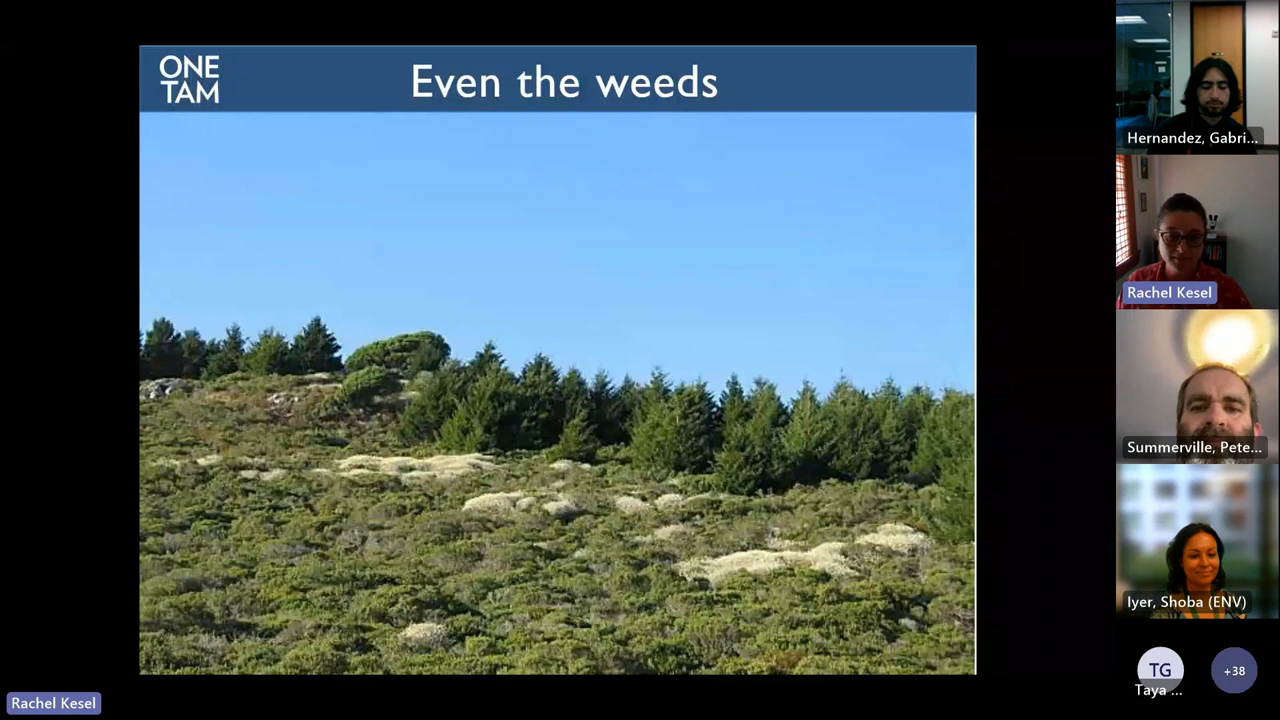 ONE
TAM
Even the weeds
Hernandez, Gabri...
Rachel Kesel
Summerville, Pete...
Iyer, Shoba (ENV)
TG
Taya ...
+38
Rachel Kesel